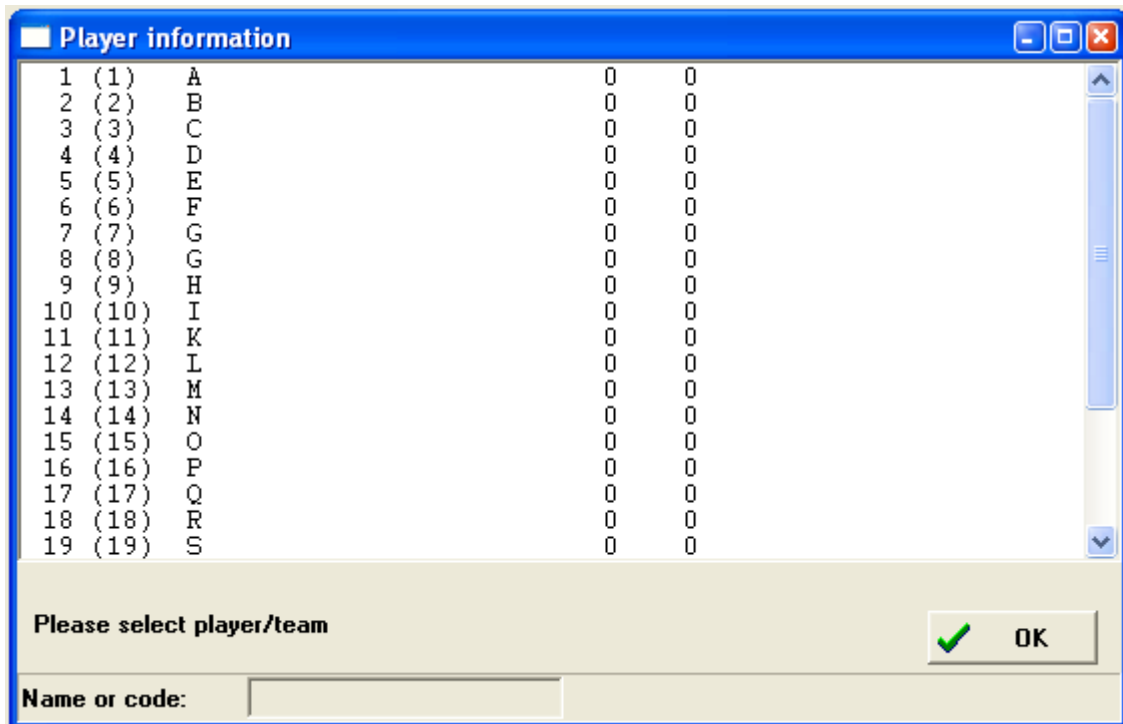 Player information
1 (1) A 0 0
2 (2) B 0 0
3 (3) C 0 0
4 (4) D 0 0
5 (5) E 0 0
6 (6) F 0 0
7 (7) G 0 0
8 (8) G 0 0
9 (9) H 0 0
10 (10) I 0 0
11 (11) K 0 0
12 (12) L 0 0
13 (13) M 0 0
14 (14) N 0 0
15 (15) O 0 0
16 (16) P 0 0
17 (17) Q 0 0
18 (18) R 0 0
19 (19) S 0 0
Please select player/team
OK
Name or code: